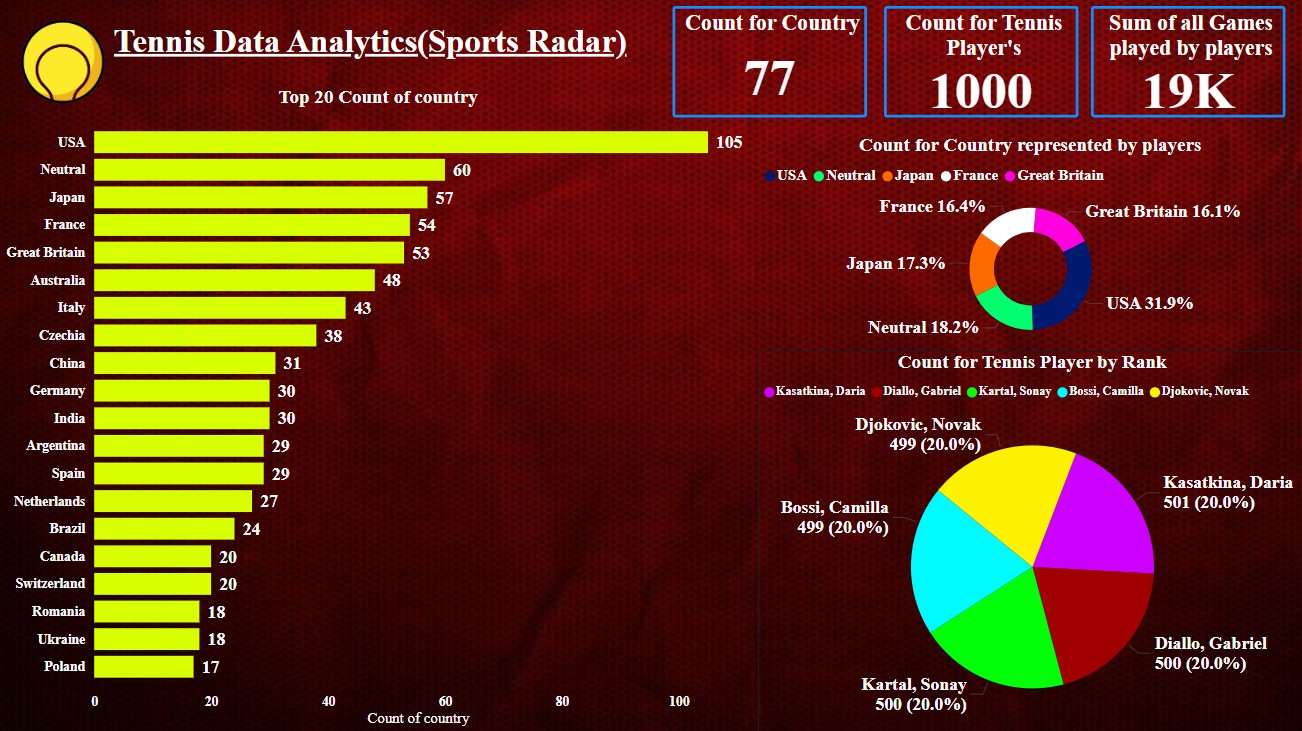 Tennis Data Analytics(Sports Radar)
Count for Country
77
Count for Tennis
Player's
1000
Sum of all Games
played by players
19K
Top 20 Count of country
USA 105
Neutral 60
Japan 57
France 54
Great Britain 53
Australia 48
Italy 43
Czechia 38
China 31
Germany 30
India 30
Argentina 29
Spain 29
Netherlands 27
Brazil 24
Canada 20
Switzerland 20
Romania 18
Ukraine 18
Poland 17
0 20 40 60 80 100
Count of country
Count for Country represented by players
USA Neutral Japan France Great Britain
France 16.4%
Great Britain 16.1%
Japan 17.3%
USA 31.9%
Neutral 18.2%
Count for Tennis Player by Rank
Kasatkina, Daria Diallo, Gabriel Kartal, Sonay Bossi, Camilla Djokovic, Novak
Djokovic, Novak
499 (20.0%)
Kasatkina, Daria
501 (20.0%)
Bossi, Camilla
499 (20.0%)
Diallo, Gabriel
500 (20.0%)
Kartal, Sonay
500 (20.0%)